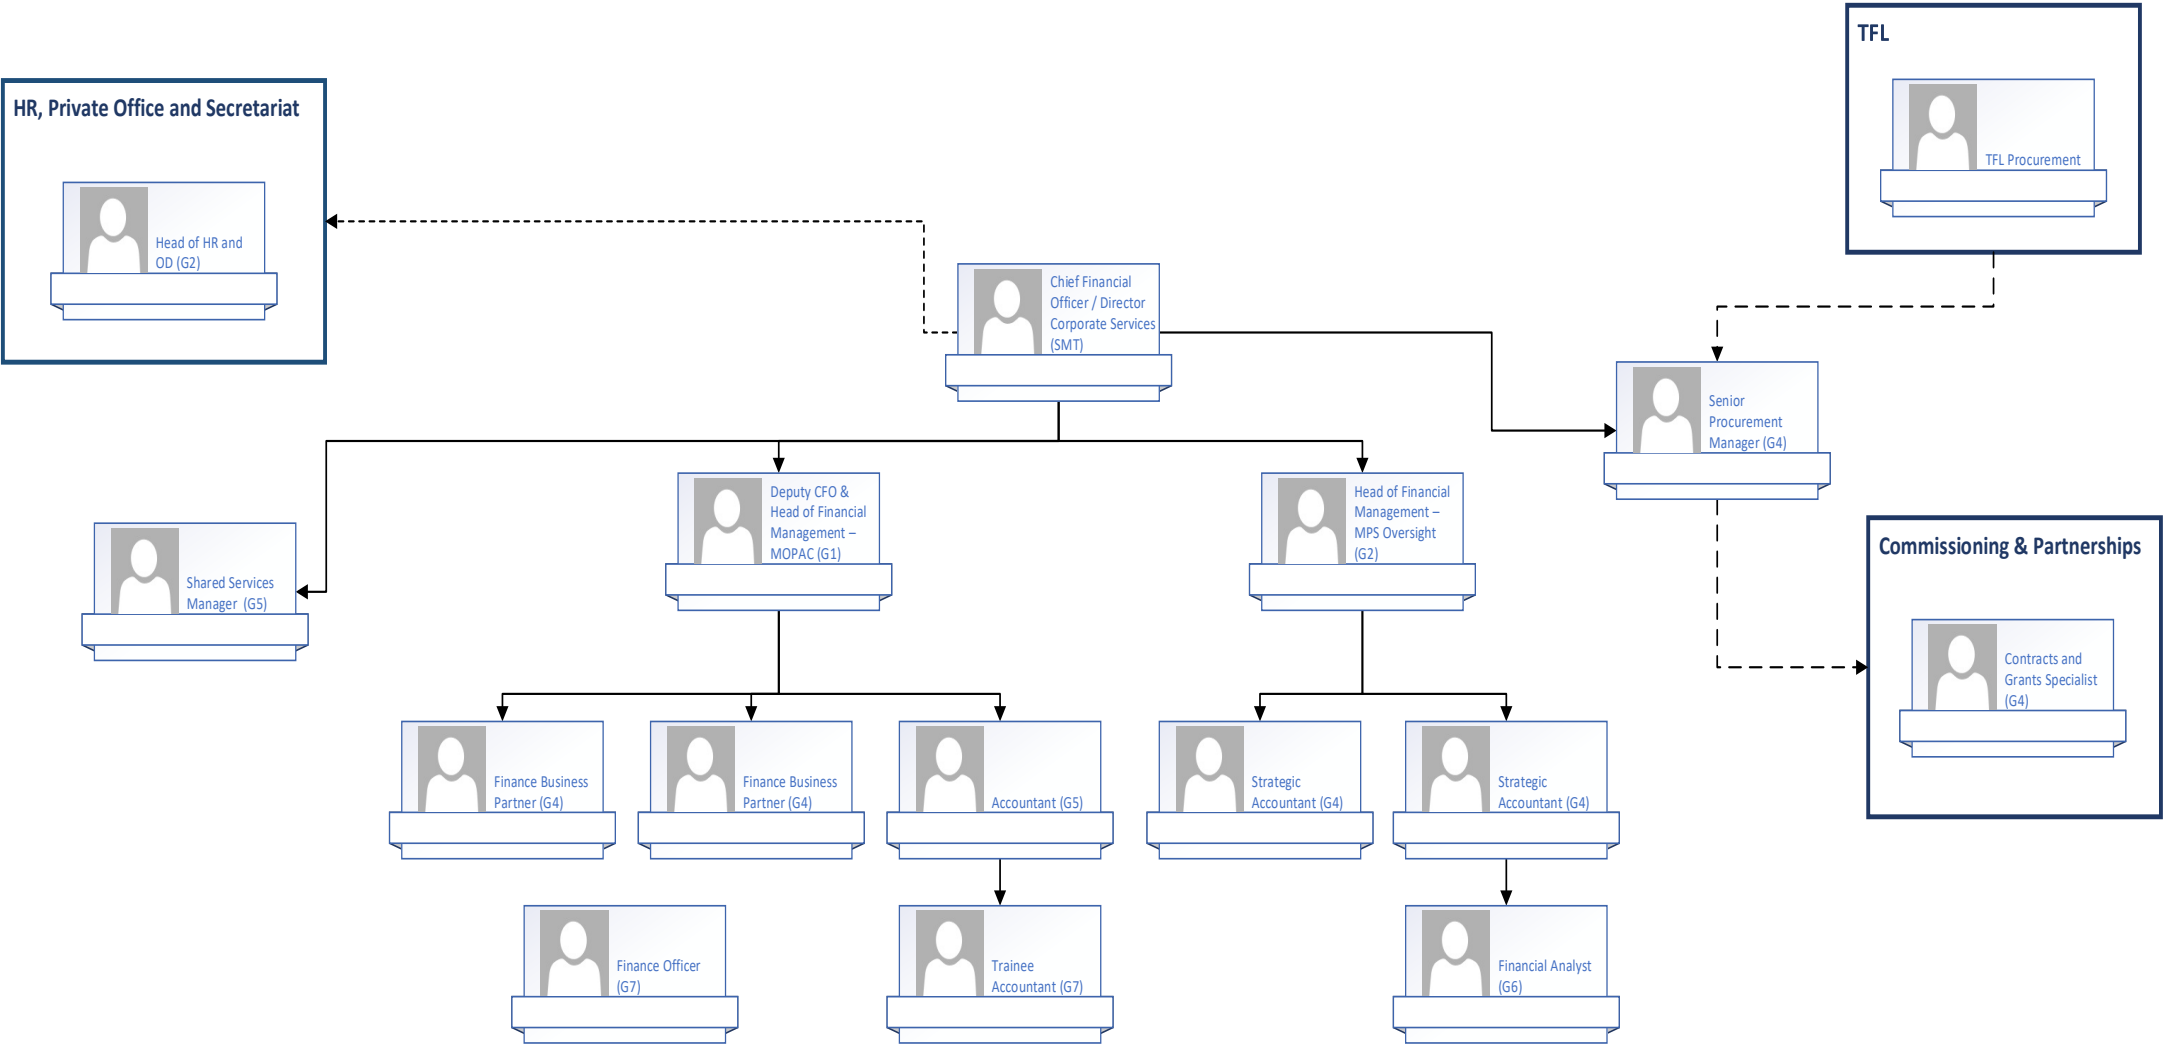 TFL
TFL Procurement
HR, Private Office and Secretariat
Head of HR and
OD (G2)
Chief Financial
Officer / Director
Corporate Services
(SMT)
Senior
Procurement
Manager (G4)
Deputy CFO &
Head of Financial
Management –
MOPAC (G1)
Head of Financial
Management –
MPS Oversight
(G2)
Shared Services
Manager (G5)
Commissioning & Partnerships
Contracts and
Grants Specialist
(G4)
Finance Business
Partner (G4)
Finance Business
Partner (G4)
Accountant (G5)
Strategic
Accountant (G4)
Strategic
Accountant (G4)
Finance Officer
(G7)
Trainee
Accountant (G7)
Financial Analyst
(G6)